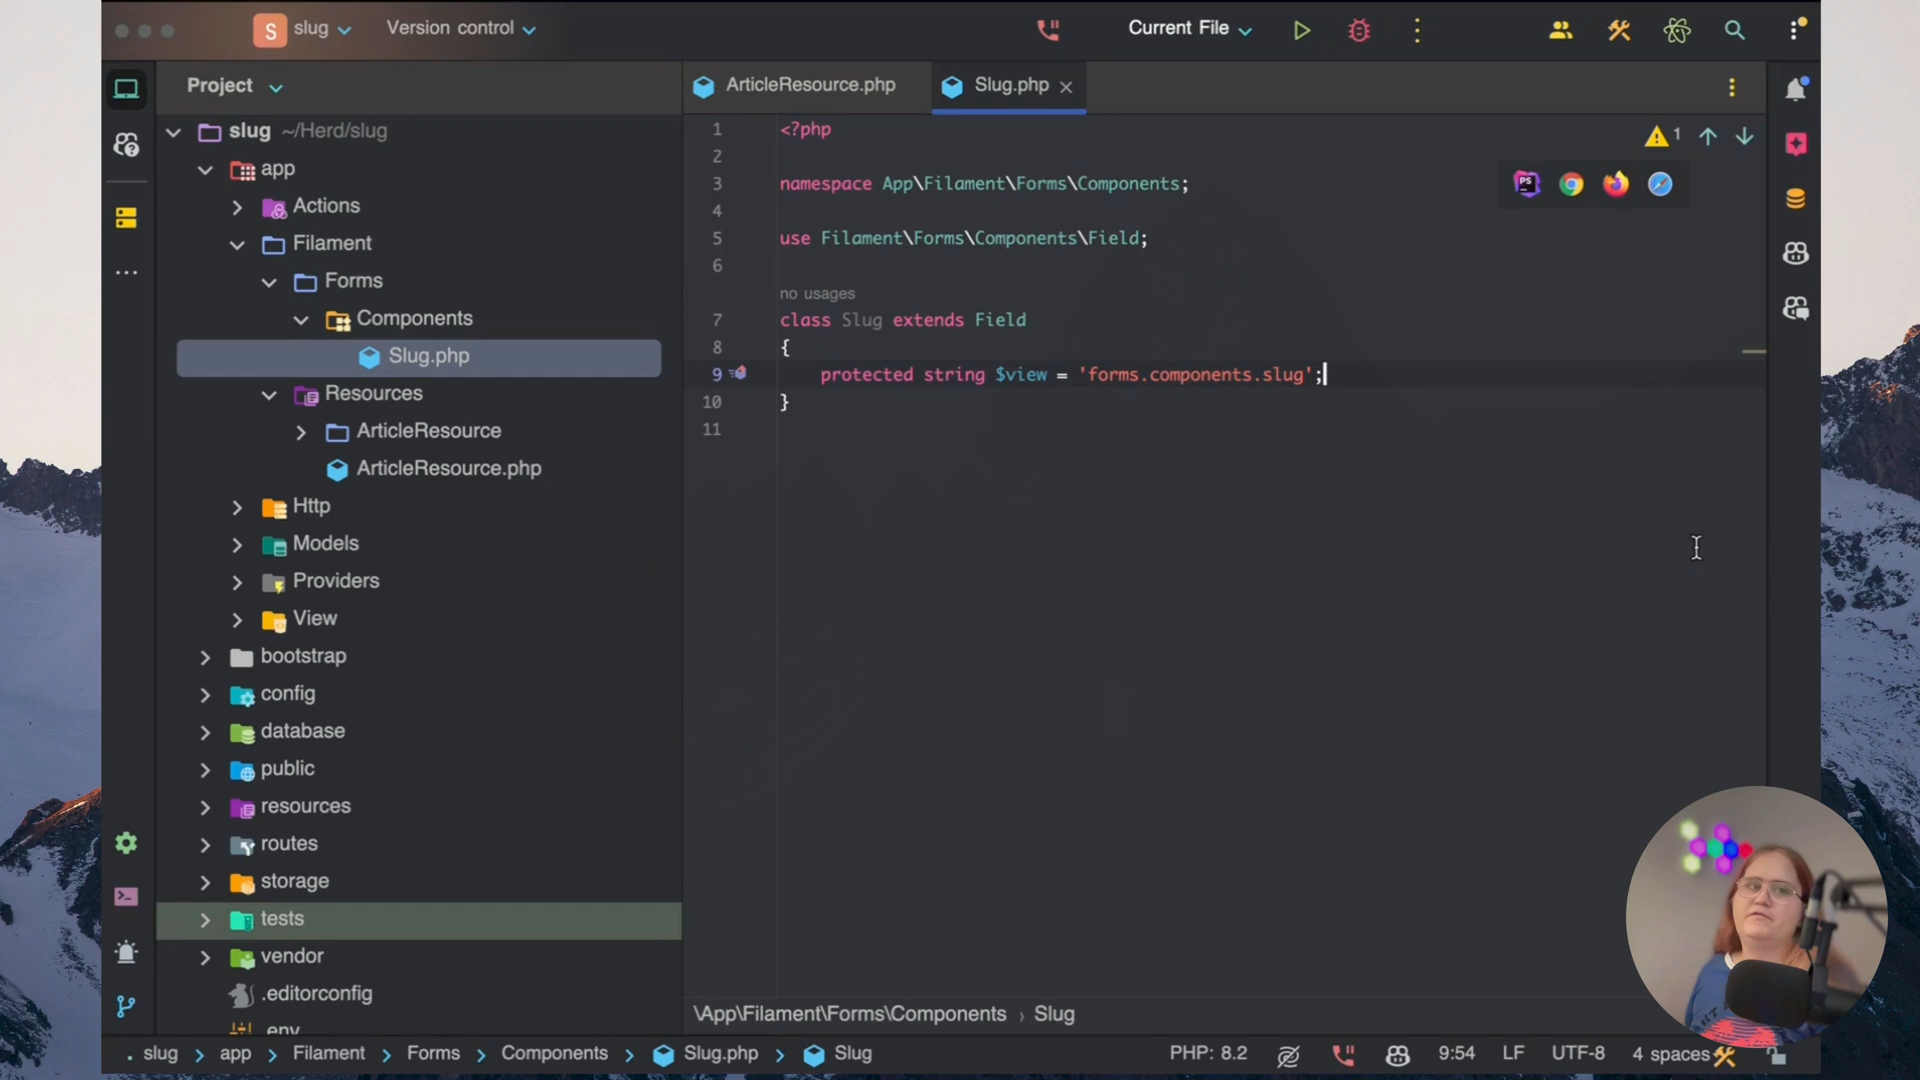 S slug Version control Current File
Project
slug ~/Herd/slug
app
Actions
Filament
Forms
Components
Slug.php
Resources
ArticleResource
ArticleResource.php
Http
Models
Providers
View
bootstrap
config
database
public
resources
routes
storage
tests
vendor
.editorconfig
.env
ArticleResource.php Slug.php
1 <?php
2
3 namespace App\Filament\Forms\Components;
4
5 use Filament\Forms\Components\Field;
6
no usages
7 class Slug extends Field
8 {
9 protected string $view = 'forms.components.slug';
10 }
11
1
PS
\App\Filament\Forms\Components › Slug
slug › app › Filament › Forms › Components › Slug.php › Slug
PHP: 8.2 9:54 LF UTF-8 4 spaces